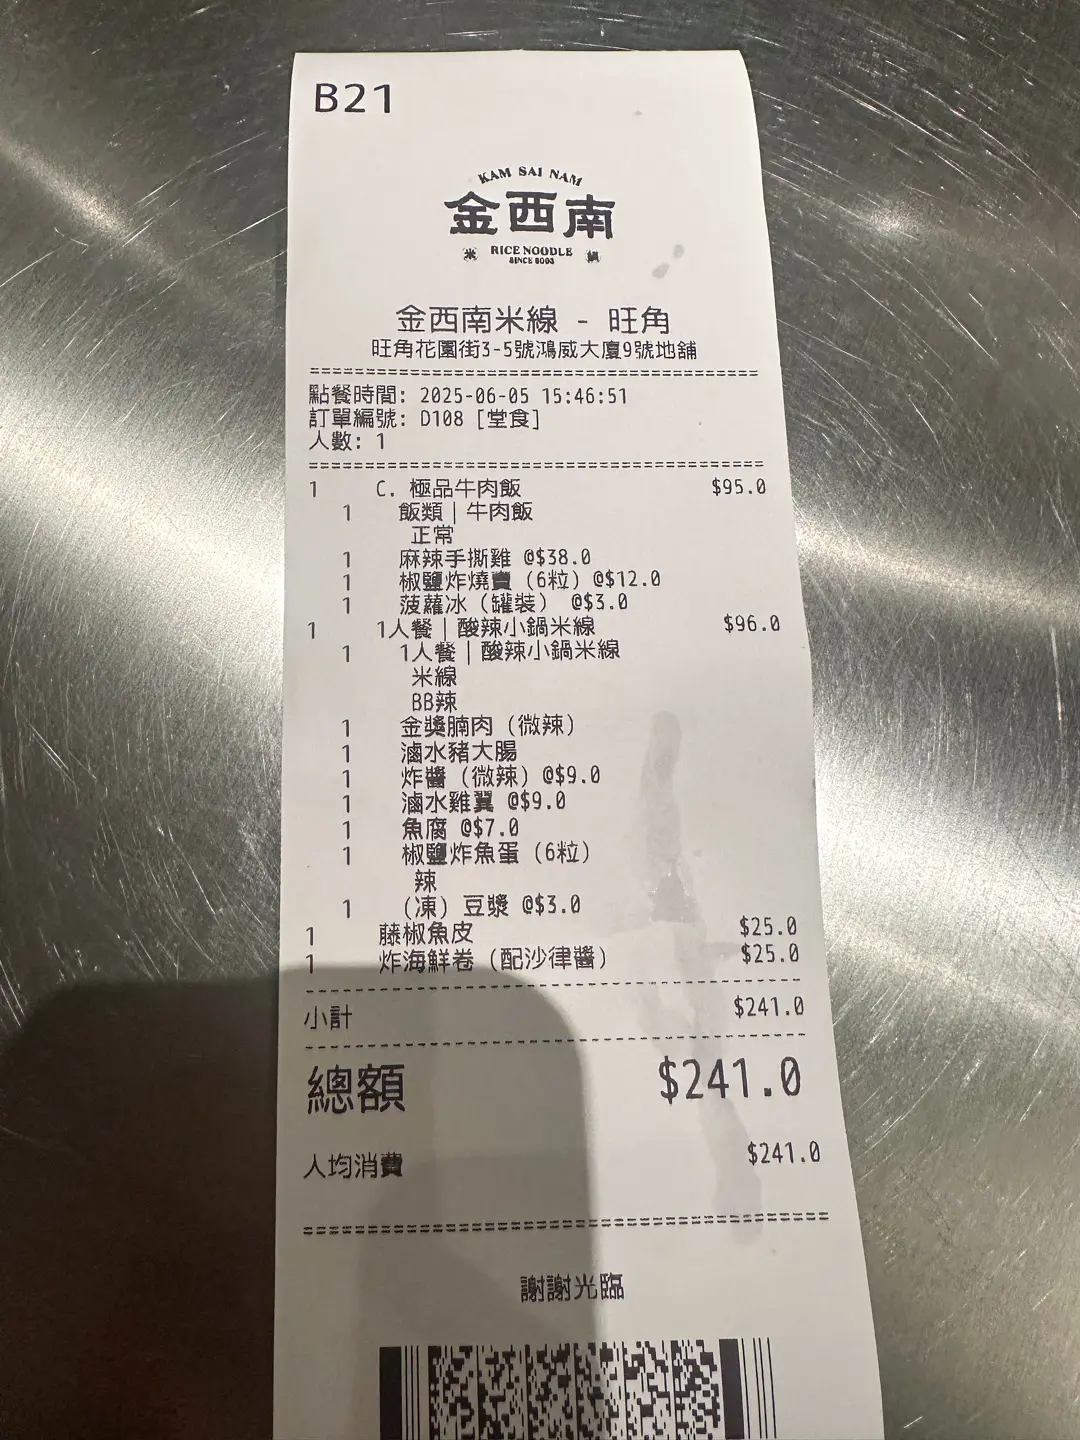 B21
KAM SAI NAM
金西南
米 RICE NOODLE 線
SINCE 2003
金西南米線 - 旺角
旺角花園街3-5號鴻威大廈9號地舖
點餐時間: 2025-06-05 15:46:51
訂單編號: D108 [堂食]
人數: 1
1 C. 極品牛肉飯 $95.0
1 飯類 | 牛肉飯
正常
1 麻辣手撕雞 @$38.0
1 椒鹽炸燒賣 (6粒) @$12.0
1 菠蘿冰 (罐裝) @$3.0
1 1人餐 | 酸辣小鍋米線 $96.0
1 1人餐 | 酸辣小鍋米線
米線
BB辣
1 金獎腩肉 (微辣)
1 滷水豬大腸
1 炸醬 (微辣) @$9.0
1 滷水雞翼 @$9.0
1 魚腐 @$7.0
1 椒鹽炸魚蛋 (6粒)
辣
1 (凍) 豆漿 @$3.0
1 藤椒魚皮 $25.0
1 炸海鮮卷 (配沙律醬) $25.0
小計 $241.0
總額 $241.0
人均消費 $241.0
謝謝光臨